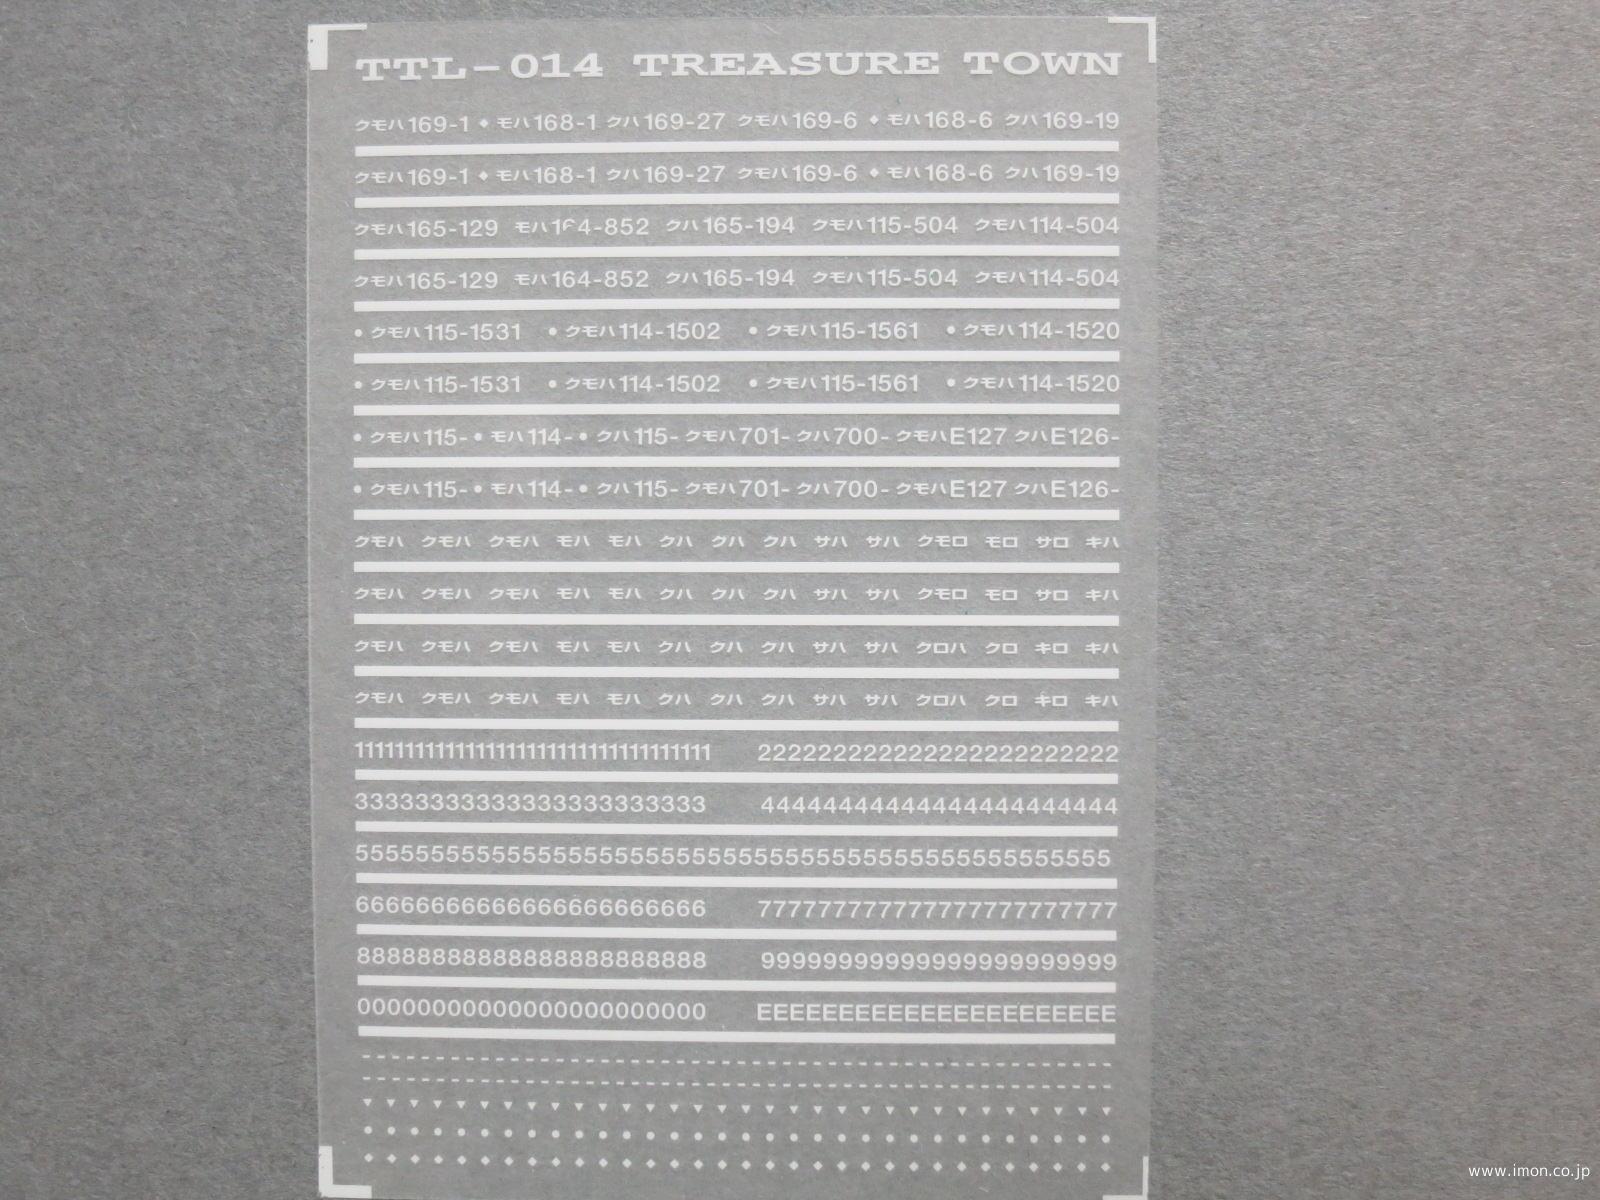 TTL-014 TREASURE TOWN
クモハ169-1 ◆ モハ168-1 クハ169-27 クモハ169-6 ◆ モハ168-6 クハ169-19
クモハ169-1 ◆ モハ168-1 クハ169-27 クモハ169-6 ◆ モハ168-6 クハ169-19
クモハ165-129 モハ164-852 クハ165-194 クモハ115-504 クモハ114-504
クモハ165-129 モハ164-852 クハ165-194 クモハ115-504 クモハ114-504
● クモハ115-1531 ● クモハ114-1502 ● クモハ115-1561 ● クモハ114-1520
● クモハ115-1531 ● クモハ114-1502 ● クモハ115-1561 ● クモハ114-1520
● クモハ115- ● モハ114- ● クハ115- クモハ701- クハ700- クモハE127 クハE126-
● クモハ115- ● モハ114- ● クハ115- クモハ701- クハ700- クモハE127 クハE126-
クモハ クモハ クモハ モハ モハ クハ クハ クハ サハ サハ クモロ モロ サロ キハ
クモハ クモハ クモハ モハ モハ クハ クハ クハ サハ サハ クモロ モロ サロ キハ
クモハ クモハ クモハ モハ モハ クハ クハ クハ サハ サハ クロハ クロ キロ キハ
クモハ クモハ クモハ モハ モハ クハ クハ クハ サハ サハ クロハ クロ キロ キハ
1111111111111111111111111111111111 22222222222222222222222
33333333333333333333333 44444444444444444444444
55555555555555555555555555555555555555555555555555
66666666666666666666666 777777777777777777777777
88888888888888888888888 99999999999999999999999
00000000000000000000000 EEEEEEEEEEEEEEEEEEEEEE
www.imon.co.jp